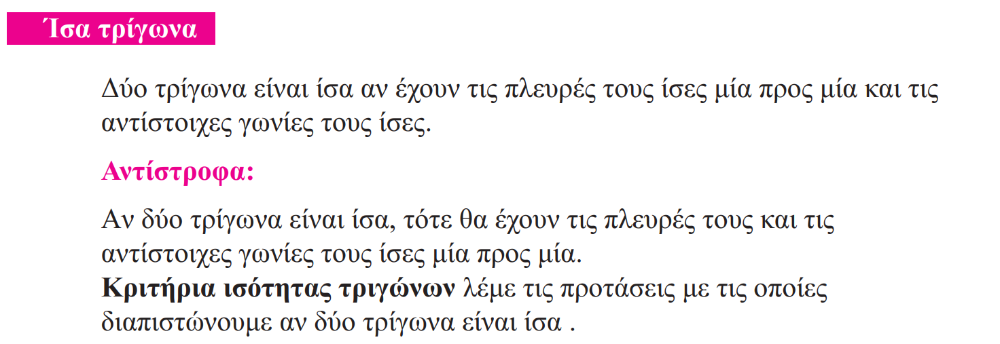 Ίσα τρίγωνα
Δύο τρίγωνα είναι ίσα αν έχουν τις πλευρές τους ίσες μία προς μία και τις
αντίστοιχες γωνίες τους ίσες.
Αντίστροφα:
Αν δύο τρίγωνα είναι ίσα, τότε θα έχουν τις πλευρές τους και τις
αντίστοιχες γωνίες τους ίσες μία προς μία.
Κριτήρια ισότητας τριγώνων λέμε τις προτάσεις με τις οποίες
διαπιστώνουμε αν δύο τρίγωνα είναι ίσα .